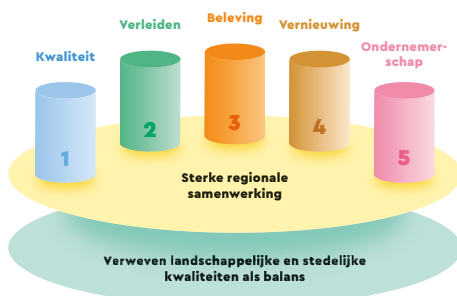 Kwaliteit
Verleiden
Beleving
Vernieuwing
Ondernemer-
schap
1
2
3
4
5
Sterke regionale
samenwerking
Verweven landschappelijke en stedelijke
kwaliteiten als balans